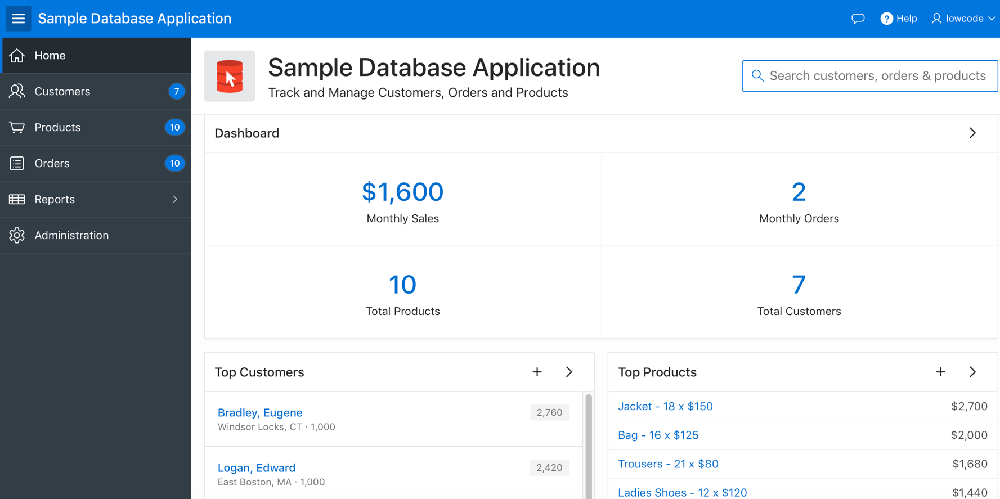 Sample Database Application
? Help
lowcode
Home
Customers 7
Products 10
Orders 10
Reports
Administration
Sample Database Application
Track and Manage Customers, Orders and Products
Search customers, orders & products
Dashboard
$1,600
Monthly Sales
2
Monthly Orders
10
Total Products
7
Total Customers
Top Customers
Bradley, Eugene 2,760
Windsor Locks, CT · 1,000
Logan, Edward 2,420
East Boston, MA · 1,000
Top Products
Jacket - 18 x $150 $2,700
Bag - 16 x $125 $2,000
Trousers - 21 x $80 $1,680
Ladies Shoes - 12 x $120 $1,440